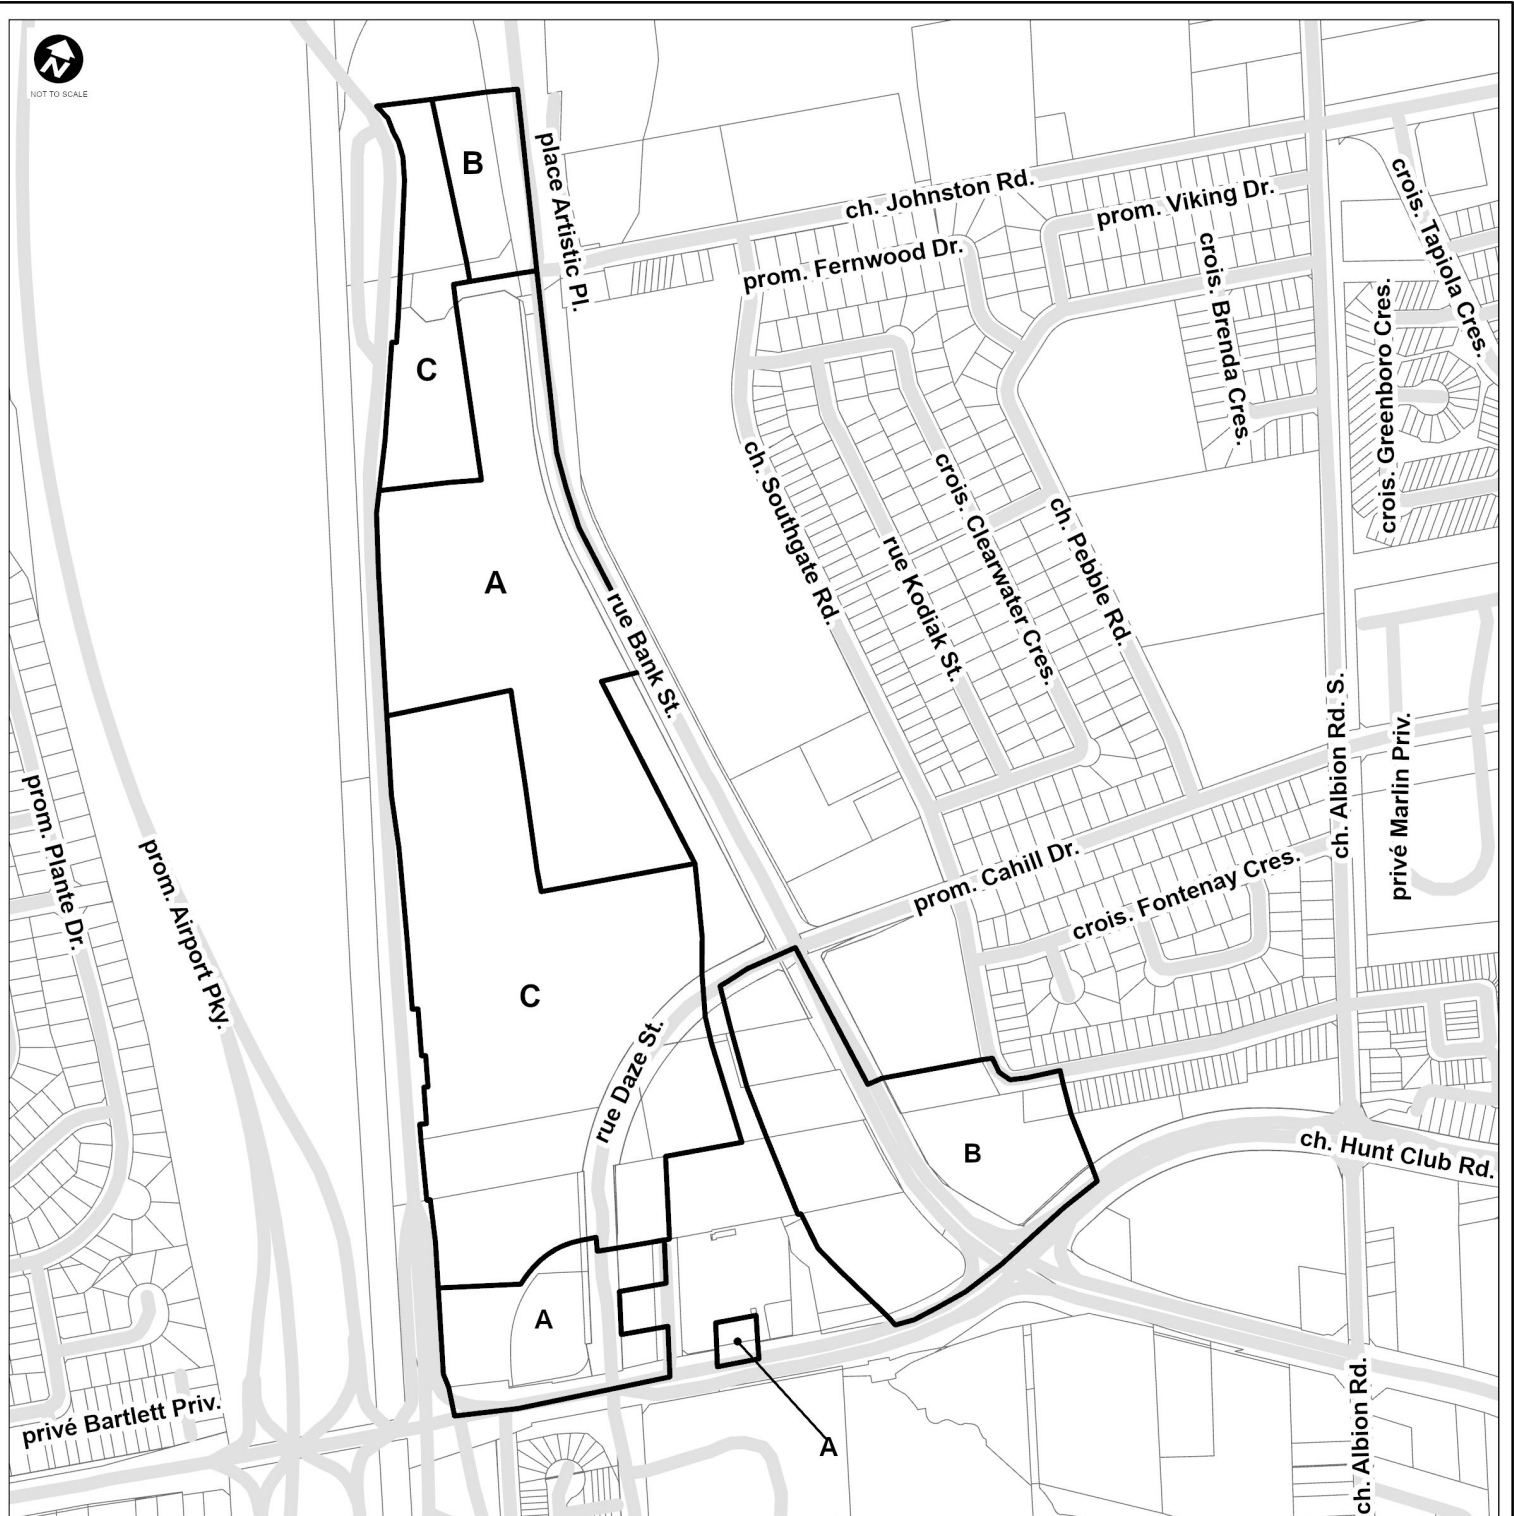 N
NOT TO SCALE
B
place Artistic Pl.
ch. Johnston Rd.
prom. Viking Dr.
crois. Tapiola Cres.
prom. Fernwood Dr.
crois. Brenda Cres.
crois. Greenboro Cres.
C
ch. Southgate Rd.
crois. Clearwater Cres.
ch. Pebble Rd.
rue Kodiak St.
A
rue Bank St.
ch. Albion Rd. S.
privé Marlin Priv.
prom. Plante Dr.
prom. Airport Pky.
prom. Cahill Dr.
crois. Fontenay Cres.
C
rue Daze St.
B
ch. Hunt Club Rd.
A
privé Bartlett Priv.
A
ch. Albion Rd.